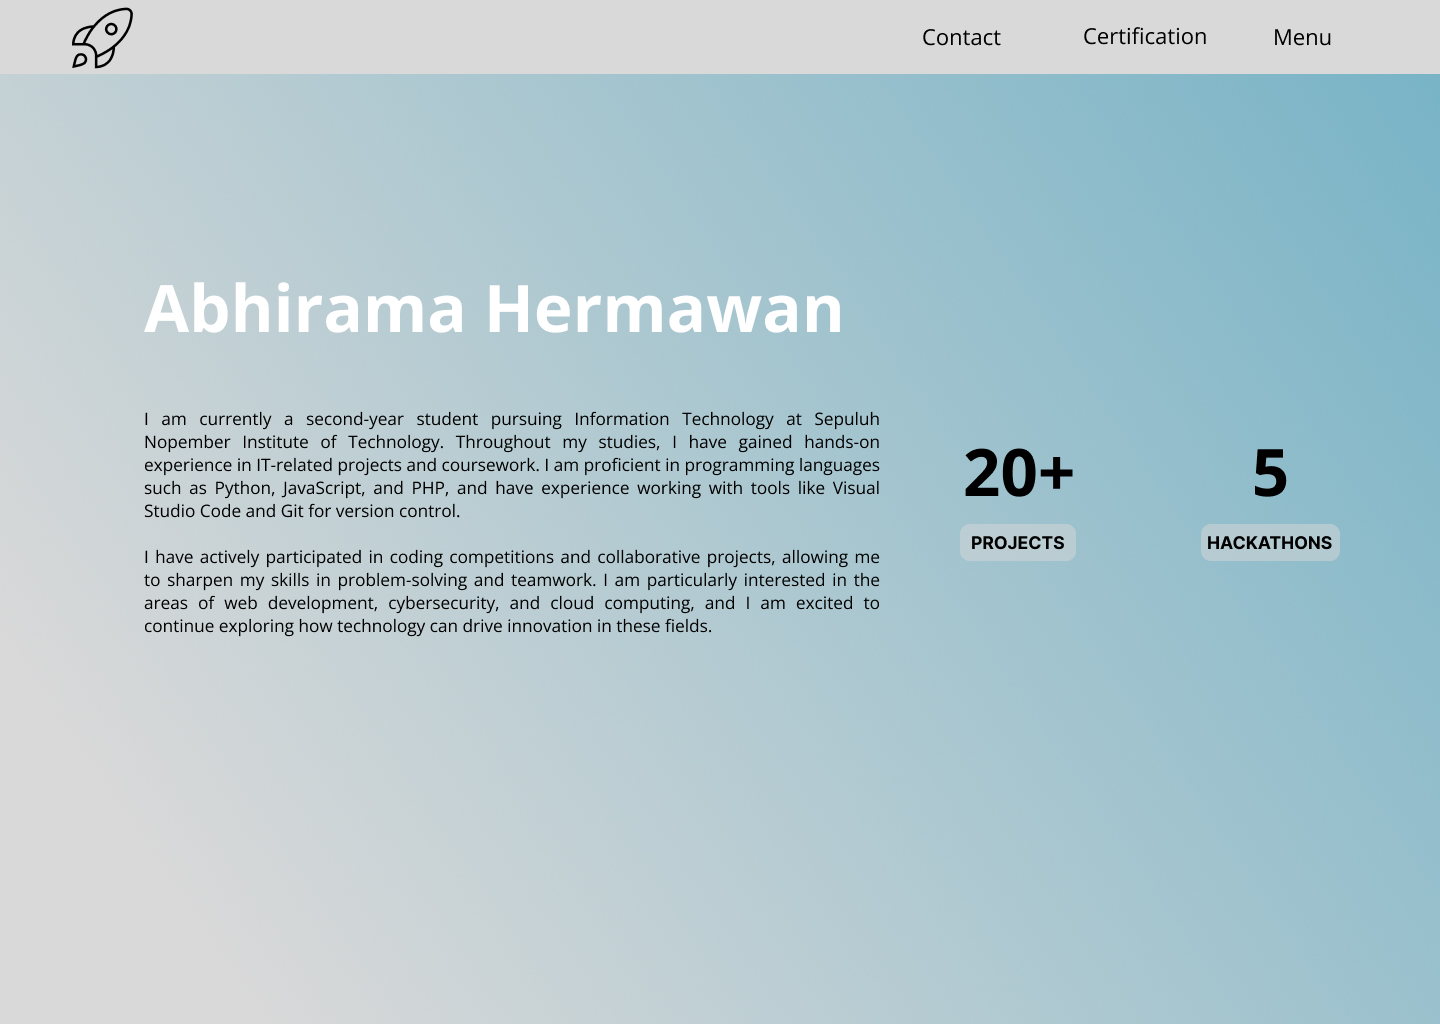 Contact
Certification
Menu
Abhirama Hermawan
I am currently a second-year student pursuing Information Technology at Sepuluh
Nopember Institute of Technology. Throughout my studies, I have gained hands-on
experience in IT-related projects and coursework. I am proficient in programming languages
such as Python, JavaScript, and PHP, and have experience working with tools like Visual
Studio Code and Git for version control.
I have actively participated in coding competitions and collaborative projects, allowing me
to sharpen my skills in problem-solving and teamwork. I am particularly interested in the
areas of web development, cybersecurity, and cloud computing, and I am excited to
continue exploring how technology can drive innovation in these fields.
20+
PROJECTS
5
HACKATHONS